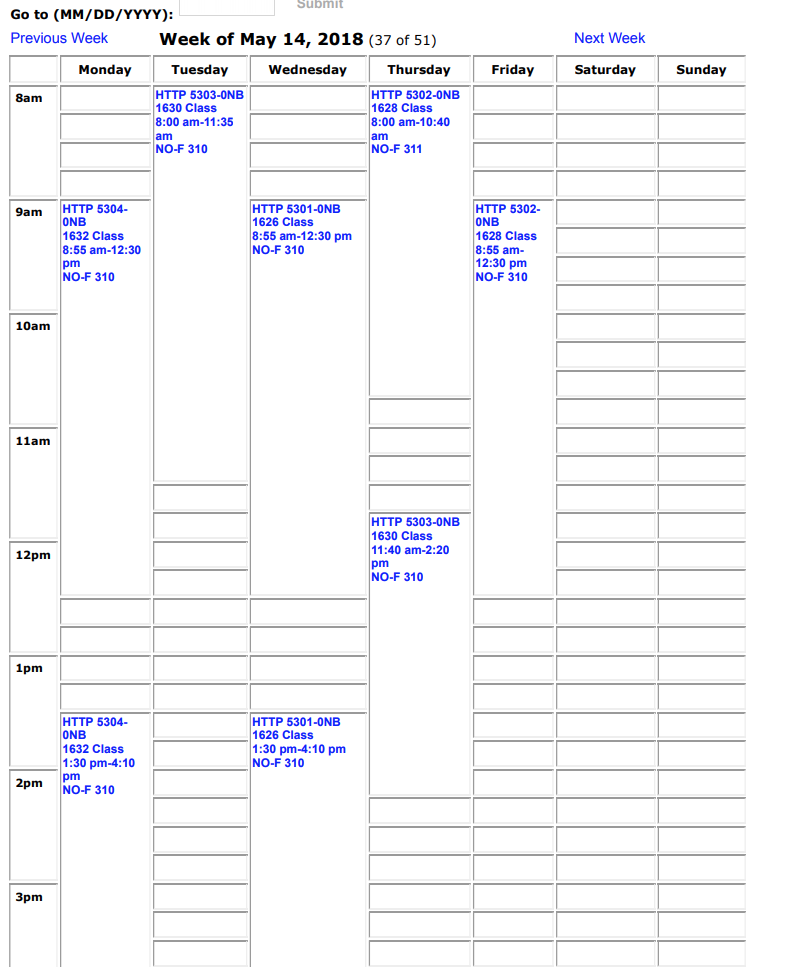 Submit
Go to (MM/DD/YYYY):
Previous Week
Week of May 14, 2018 (37 of 51)
Next Week
Monday
Tuesday
Wednesday
Thursday
Friday
Saturday
Sunday
8am
HTTP 5303-0NB
1630 Class
8:00 am-11:35
am
NO-F 310
HTTP 5302-0NB
1628 Class
8:00 am-10:40
am
NO-F 311
9am
HTTP 5304-
0NB
1632 Class
8:55 am-12:30
pm
NO-F 310
HTTP 5301-0NB
1626 Class
8:55 am-12:30 pm
NO-F 310
HTTP 5302-
0NB
1628 Class
8:55 am-
12:30 pm
NO-F 310
10am
11am
HTTP 5303-0NB
1630 Class
11:40 am-2:20
pm
NO-F 310
12pm
1pm
HTTP 5304-
0NB
1632 Class
1:30 pm-4:10
pm
NO-F 310
HTTP 5301-0NB
1626 Class
1:30 pm-4:10 pm
NO-F 310
2pm
3pm